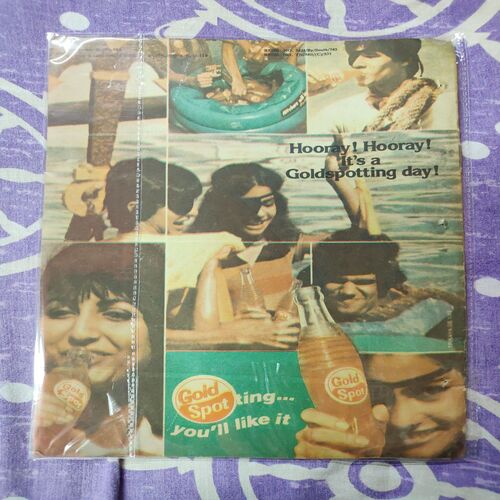 Hooray! Hooray!
It's a
Goldspotting day!
Gold
Spot
Gold
Spot
Gold
Spot
ting...
you'll like it